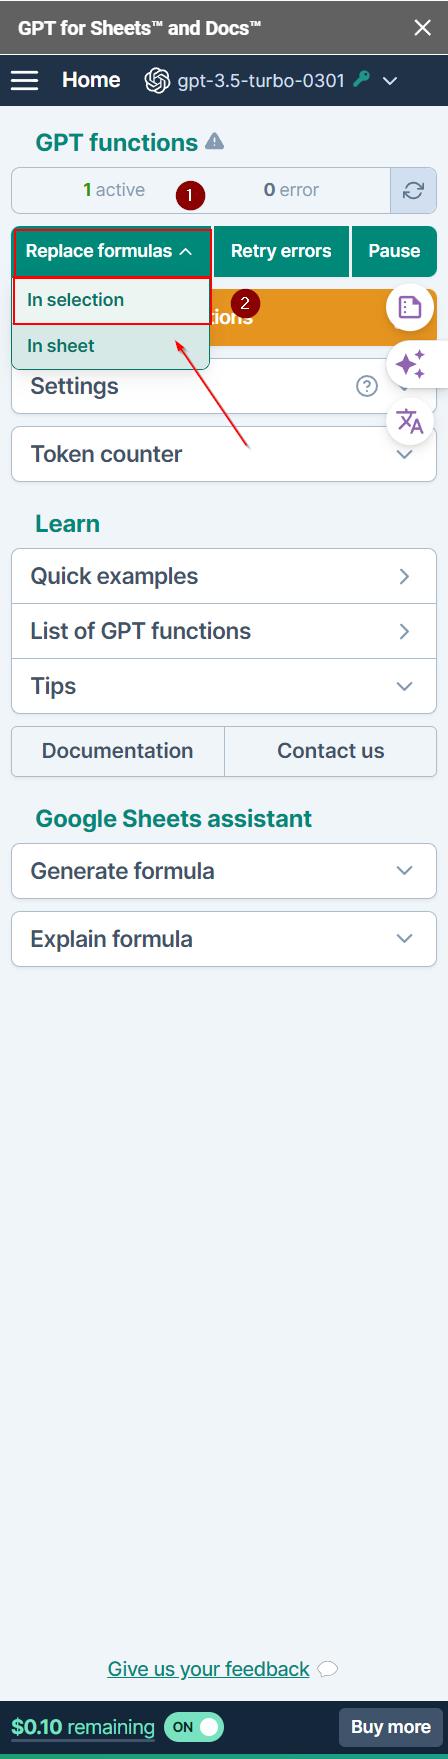 GPT for Sheets™ and Docs™
Home gpt-3.5-turbo-0301
GPT functions
1 active 0 error
1
Replace formulas Retry errors Pause
In selection
2
In sheet
Settings
Token counter
Learn
Quick examples
List of GPT functions
Tips
Documentation Contact us
Google Sheets assistant
Generate formula
Explain formula
Give us your feedback
$0.10 remaining ON Buy more